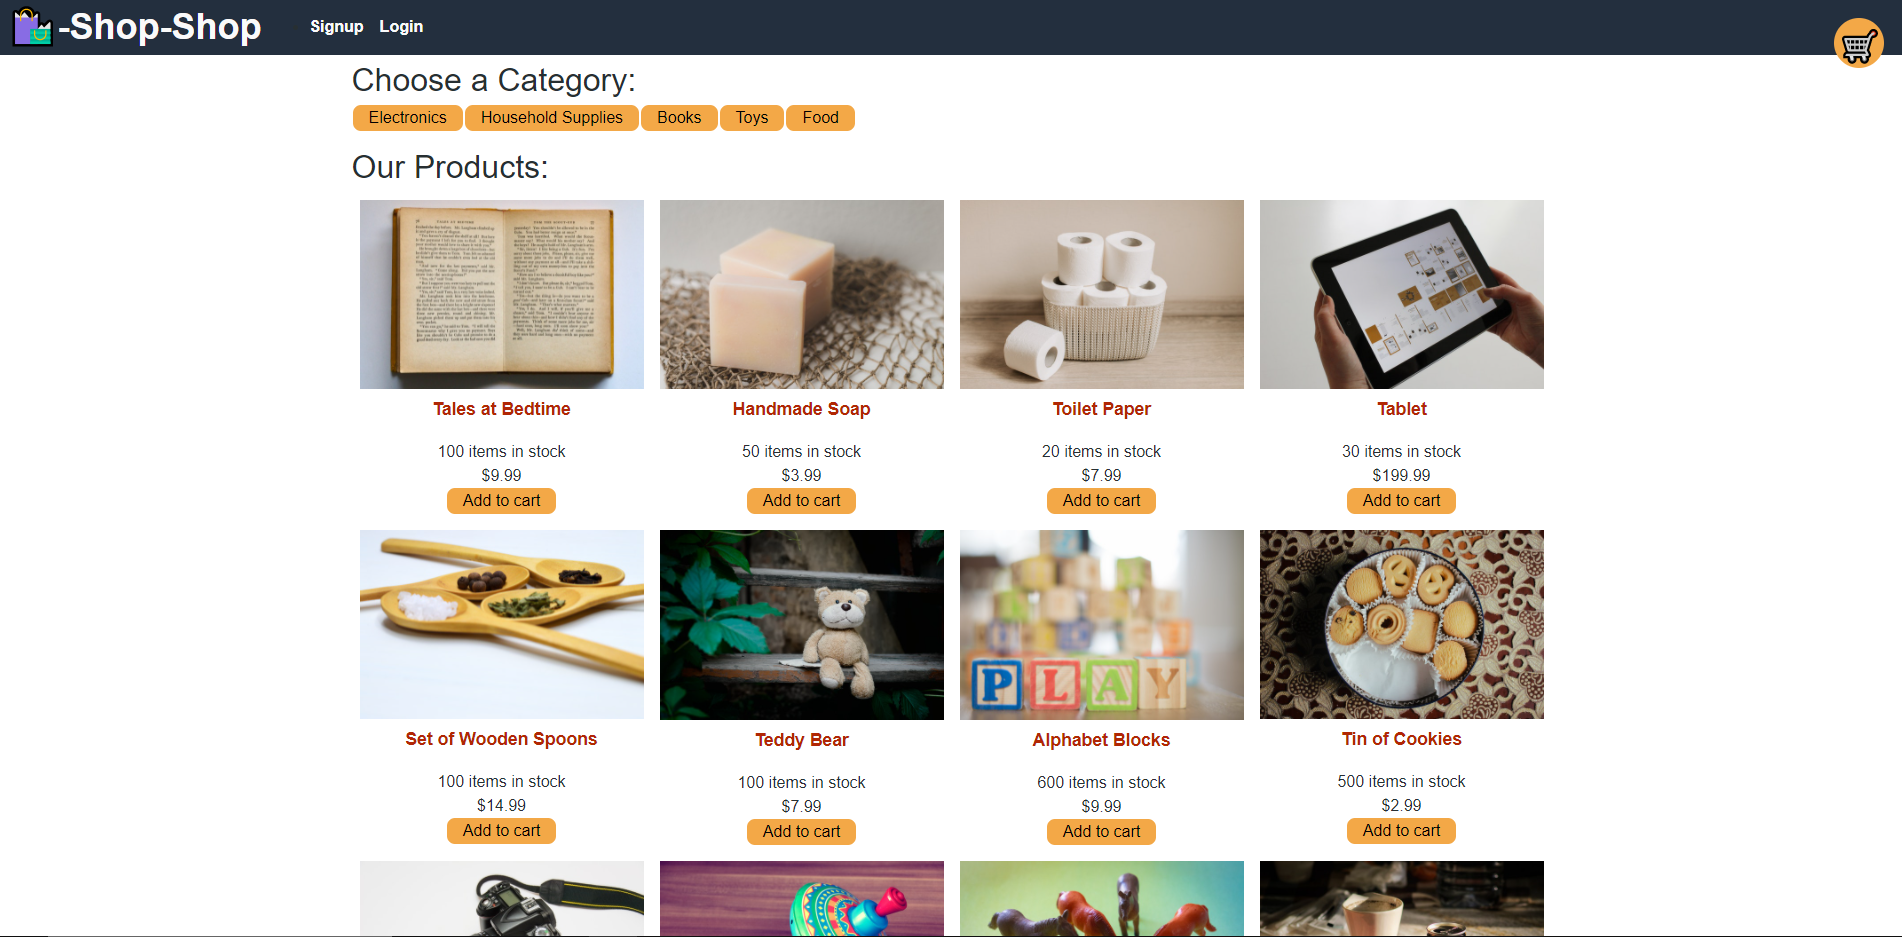 -Shop-Shop
Signup Login
Choose a Category:
Electronics Household Supplies Books Toys Food
Our Products:
Tales at Bedtime
100 items in stock
$9.99
Add to cart
Handmade Soap
50 items in stock
$3.99
Add to cart
Toilet Paper
20 items in stock
$7.99
Add to cart
Tablet
30 items in stock
$199.99
Add to cart
Set of Wooden Spoons
100 items in stock
$14.99
Add to cart
PLAY
Teddy Bear
100 items in stock
$7.99
Add to cart
Alphabet Blocks
600 items in stock
$9.99
Add to cart
Tin of Cookies
500 items in stock
$2.99
Add to cart